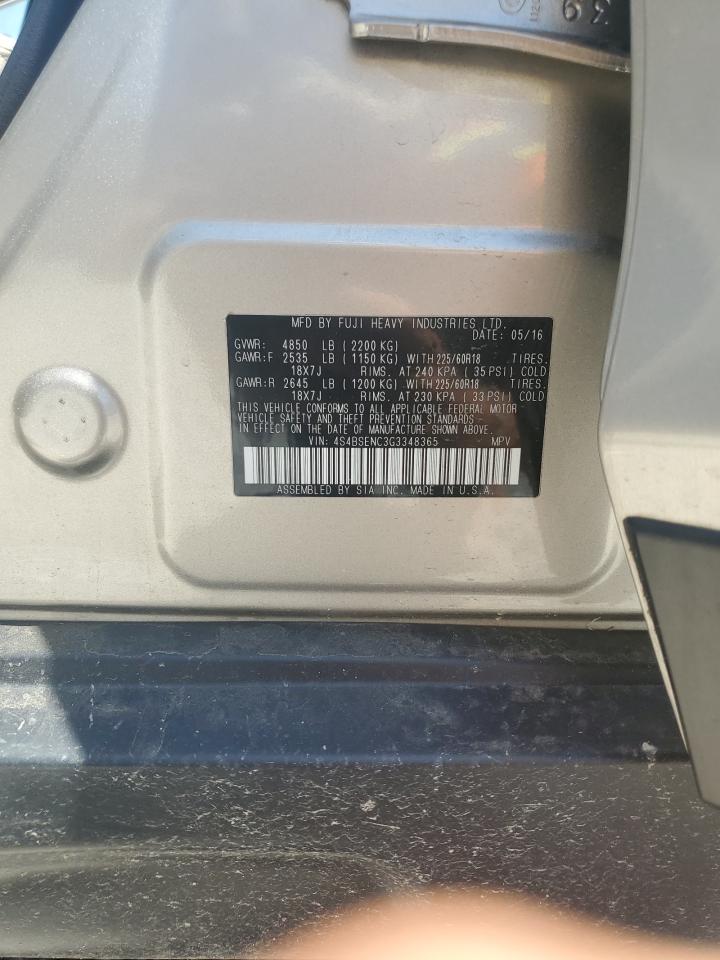 39
MFD BY FUJI HEAVY INDUSTRIES LTD.
DATE: 05/16
GVWR: 4850 LB (2200 KG)
GAWR:F 2535 LB (1150 KG) WITH 225/60R18 TIRES.
18X7J RIMS. AT 240 KPA (35 PSI) COLD
GAWR:R 2645 LB (1200 KG) WITH 225/60R18 TIRES.
18X7J RIMS. AT 230 KPA (33 PSI) COLD
THIS VEHICLE CONFORMS TO ALL APPLICABLE FEDERAL MOTOR
VEHICLE SAFETY AND THEFT PREVENTION STANDARDS
IN EFFECT ON THE DATE OF MANUFACTURE SHOWN ABOVE.
VIN: 4S4BSENC3G3348365 MPV
ASSEMBLED BY SIA INC. MADE IN U.S.A.